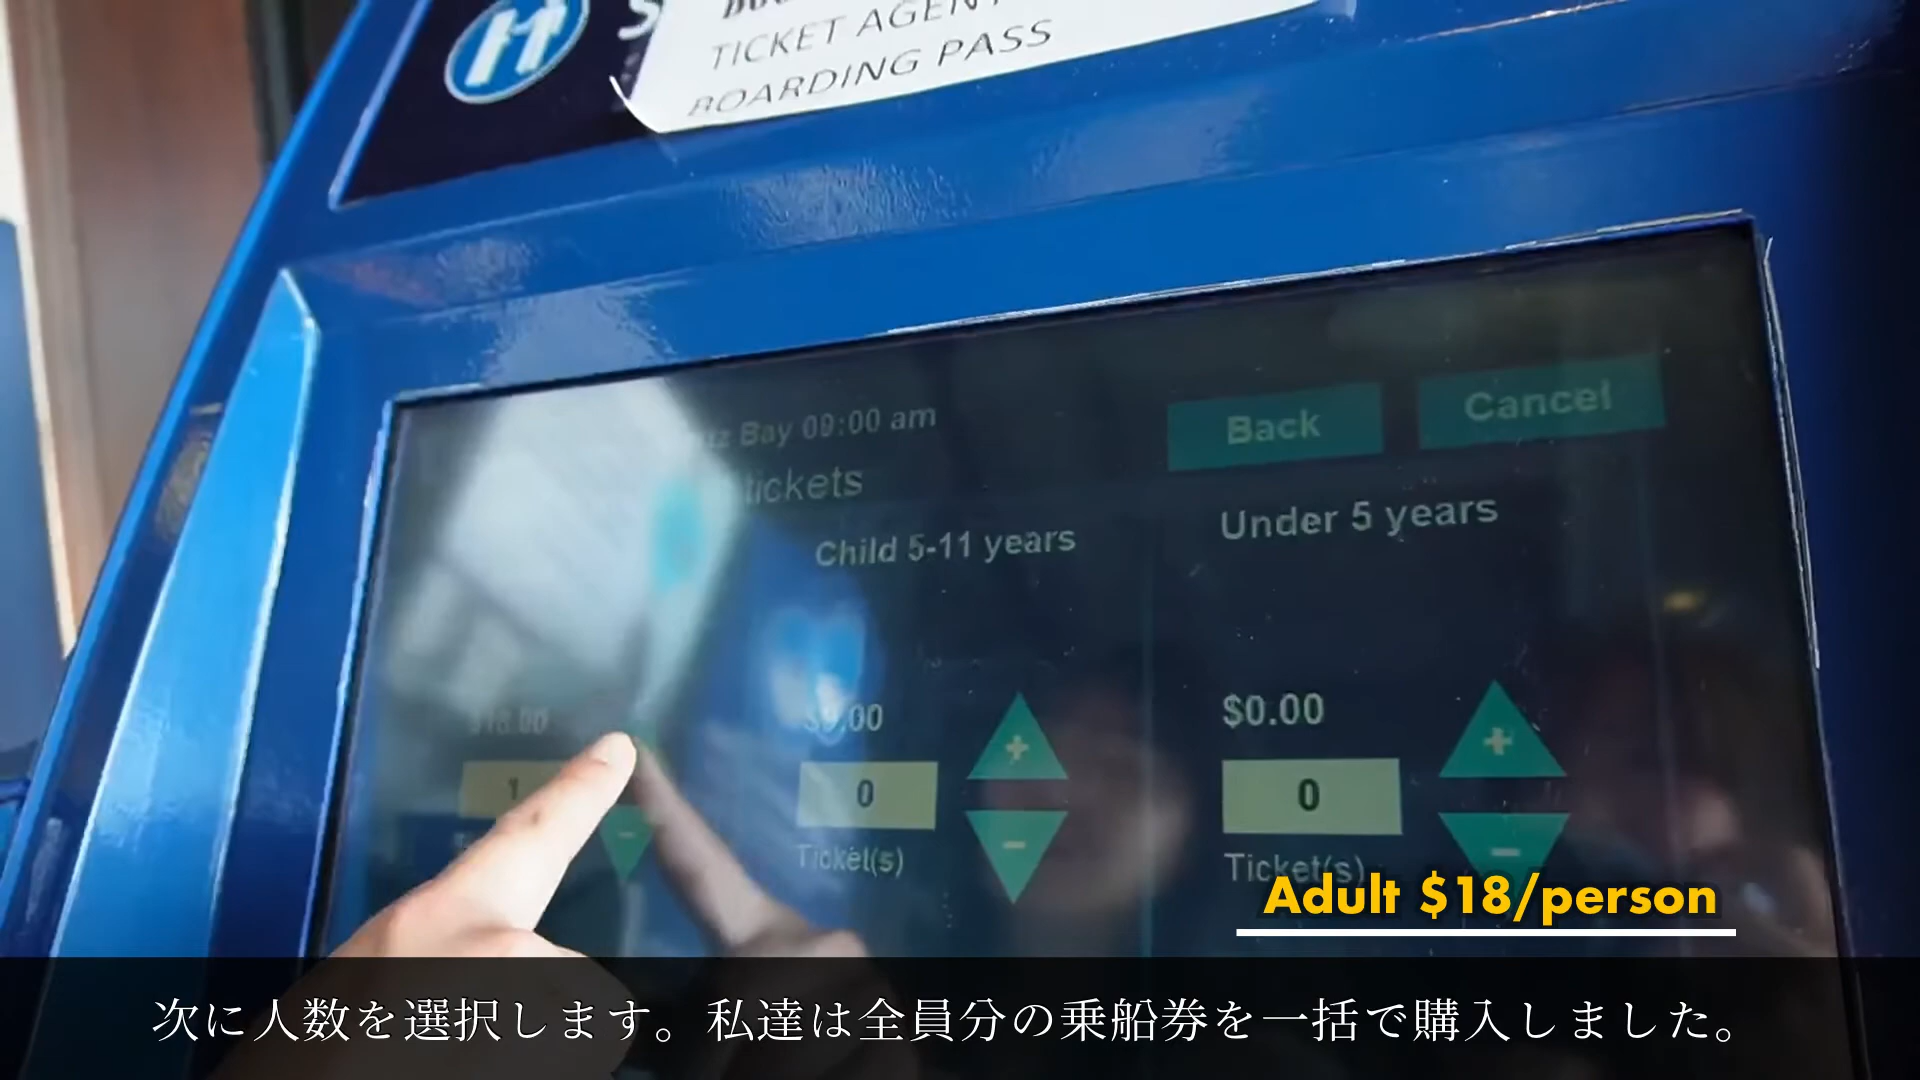 TICKET AGENT
BOARDING PASS
Bay 09:00 am
tickets
Back
Cancel
Child 5-11 years
Under 5 years
$18.00
$0.00
$0.00
1
0
0
+
+
-
-
-
Ticket(s)
Ticket(s)
Adult $18/person
次に人数を選択します。私達は全員分の乗船券を一括で購入しました。